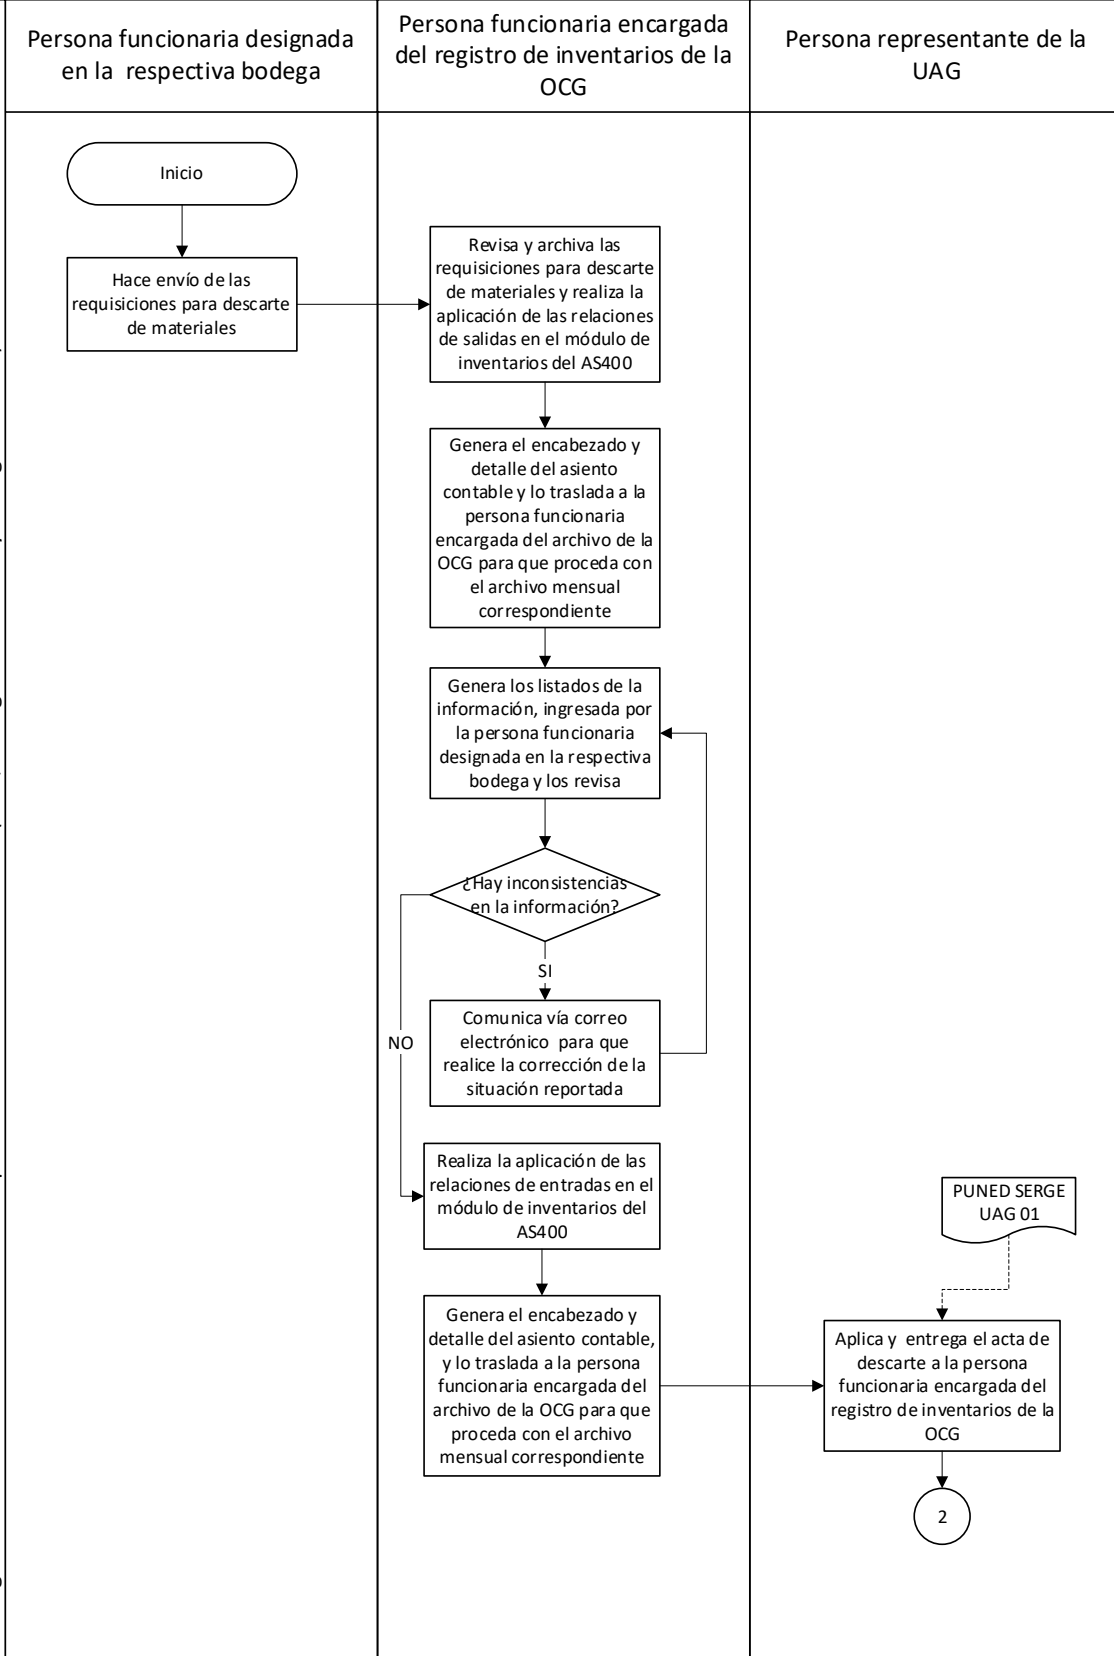 Persona funcionaria designada
en la respectiva bodega
Persona funcionaria encargada
del registro de inventarios de la
OCG
Persona representante de la
UAG
Inicio
Hace envío de las
requisiciones para descarte
de materiales
Revisa y archiva las
requisiciones para descarte
de materiales y realiza la
aplicación de las relaciones
de salidas en el módulo de
inventarios del AS400
Genera el encabezado y
detalle del asiento
contable y lo traslada a la
persona funcionaria
encargada del archivo de la
OCG para que proceda con
el archivo mensual
correspondiente
Genera los listados de la
información, ingresada por
la persona funcionaria
designada en la respectiva
bodega y los revisa
¿Hay inconsistencias
en la información?
SI
NO
Comunica vía correo
electrónico para que
realice la corrección de la
situación reportada
Realiza la aplicación de las
relaciones de entradas en el
módulo de inventarios del
AS400
Genera el encabezado y
detalle del asiento contable,
y lo traslada a la persona
funcionaria encargada del
archivo de la OCG para que
proceda con el archivo
mensual correspondiente
PUNED SERGE
UAG 01
Aplica y entrega el acta de
descarte a la persona
funcionaria encargada del
registro de inventarios de la
OCG
2